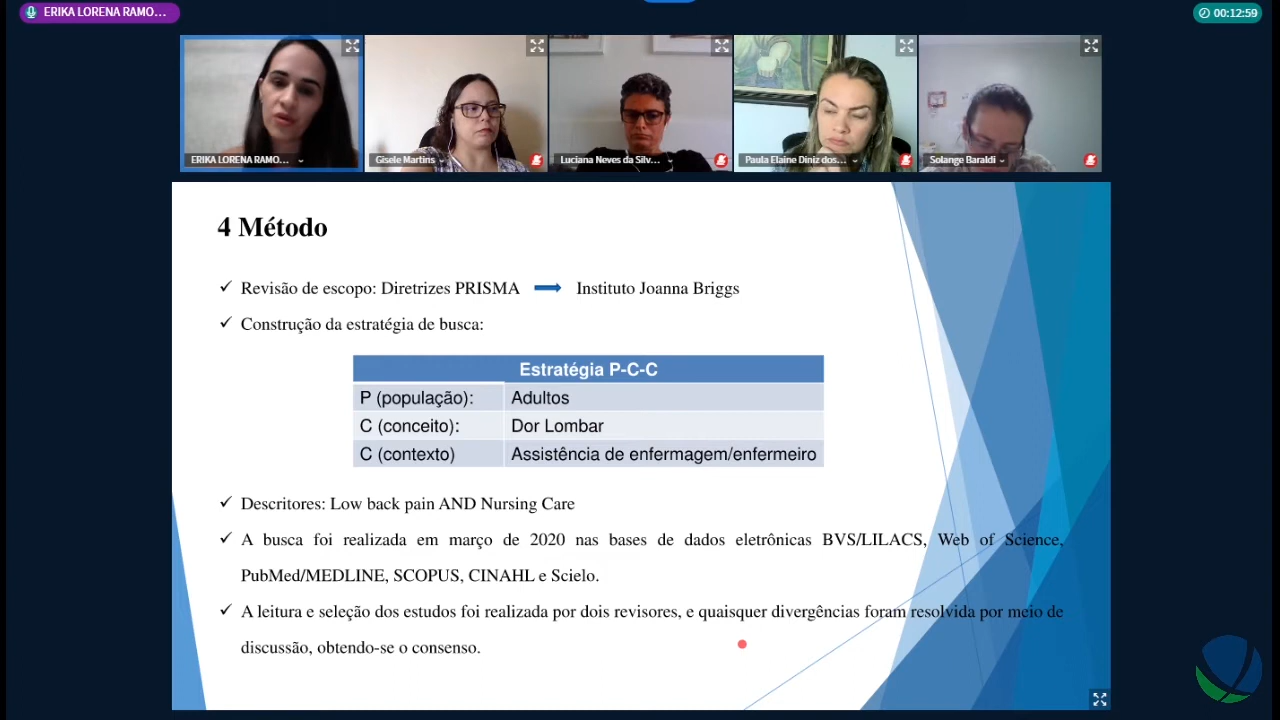 ERIKA LORENA RAMO...
00:12:59
ERIKA LORENA RAMO...
Gisele Martins
Luciana Neves da Silv...
Paula Elaine Diniz dos...
Solange Baraldi
4 Método
Revisão de escopo: Diretrizes PRISMA Instituto Joanna Briggs
Construção da estratégia de busca:
Estratégia P-C-C
P (população): Adultos
C (conceito): Dor Lombar
C (contexto) Assistência de enfermagem/enfermeiro
Descritores: Low back pain AND Nursing Care
A busca foi realizada em março de 2020 nas bases de dados eletrônicas BVS/LILACS, Web of Science,
PubMed/MEDLINE, SCOPUS, CINAHL e Scielo.
A leitura e seleção dos estudos foi realizada por dois revisores, e quaisquer divergências foram resolvida por meio de
discussão, obtendo-se o consenso.